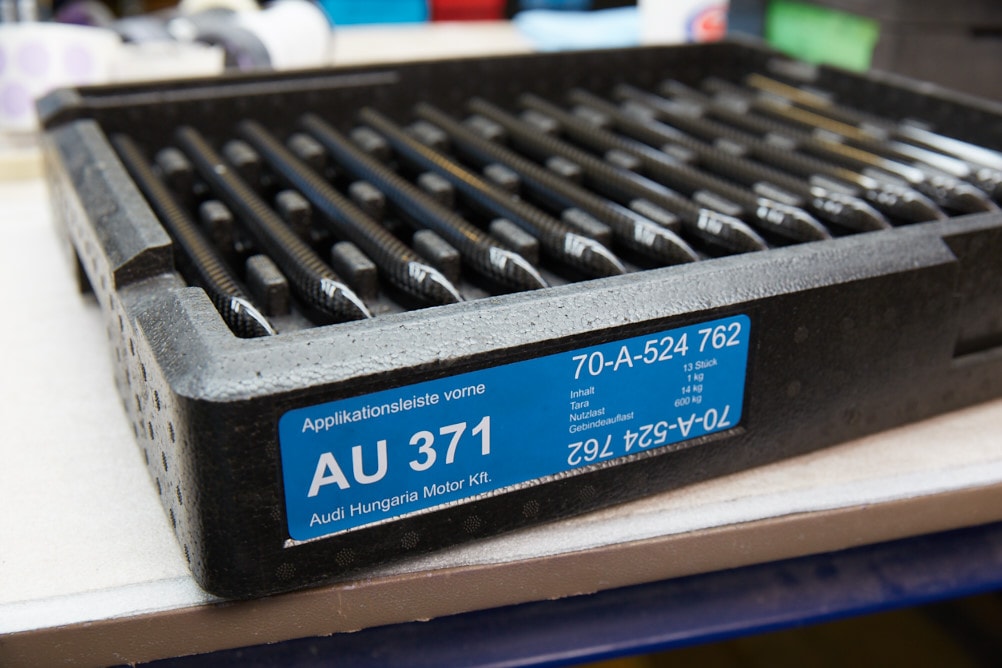 Applikationsleiste vorne
AU 371
Audi Hungaria Motor Kft.
70-A-524 762
Inhalt 13 Stück
Tara 1 kg
Nutzlast 14 kg
Gebindeauflast 600 kg
70-A-524 762